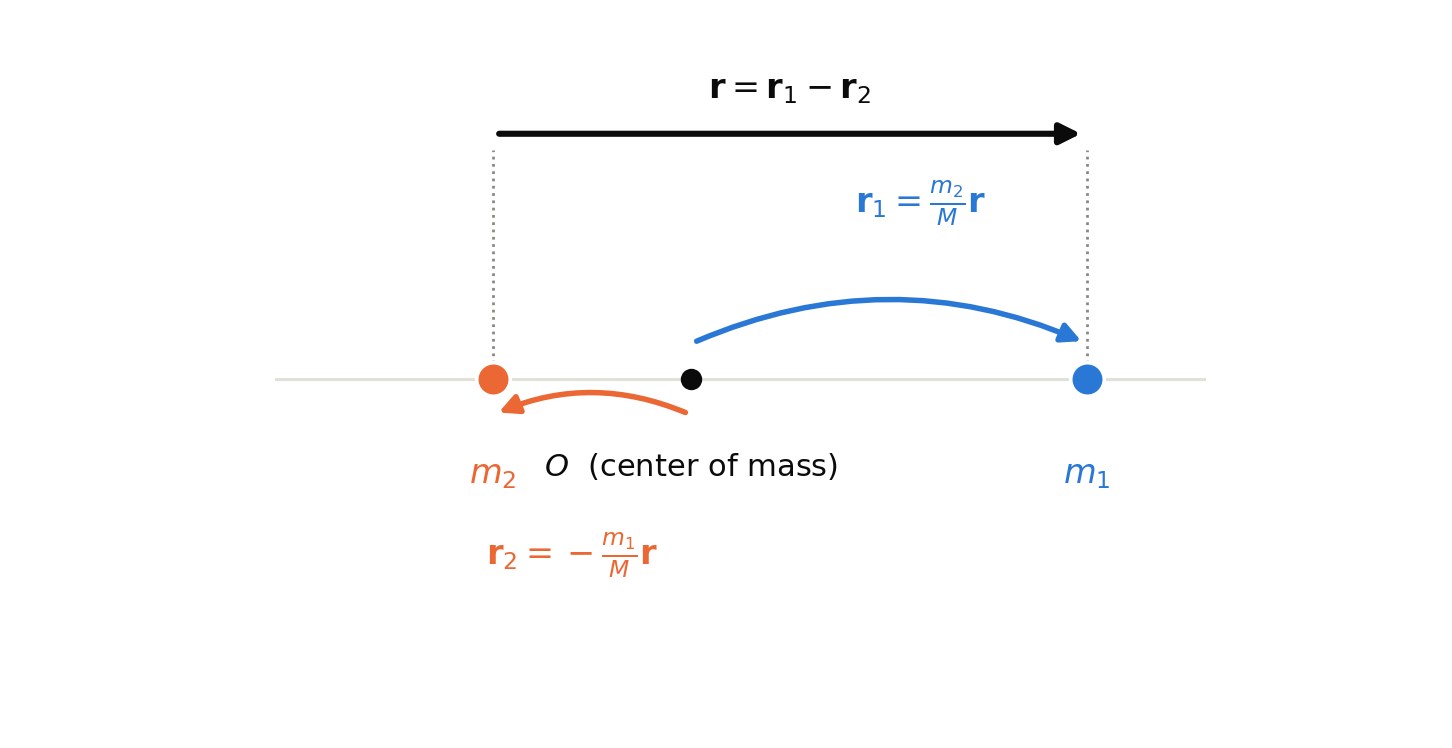 r = r₁ − r₂
r₁ = m₂/M r
m₂ O (center of mass) m₁
r₂ = − m₁/M r